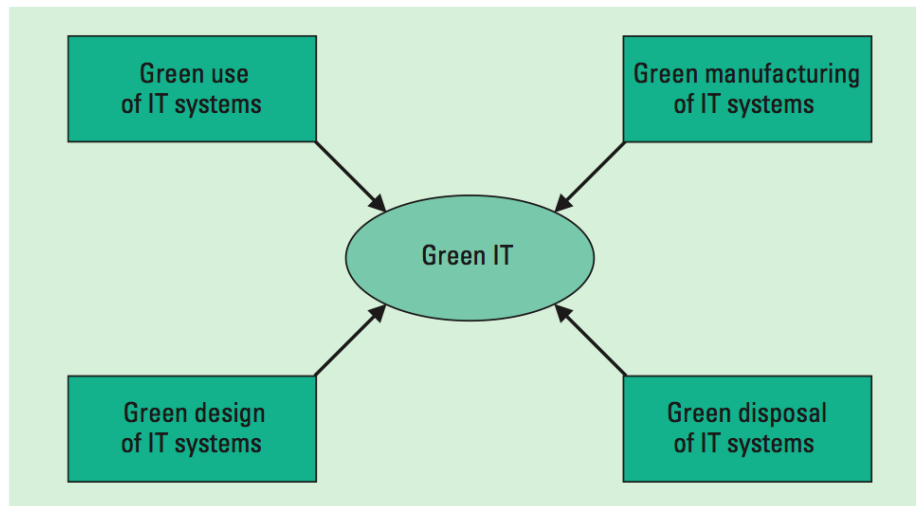 Green use
of IT systems
Green manufacturing
of IT systems
Green IT
Green design
of IT systems
Green disposal
of IT systems